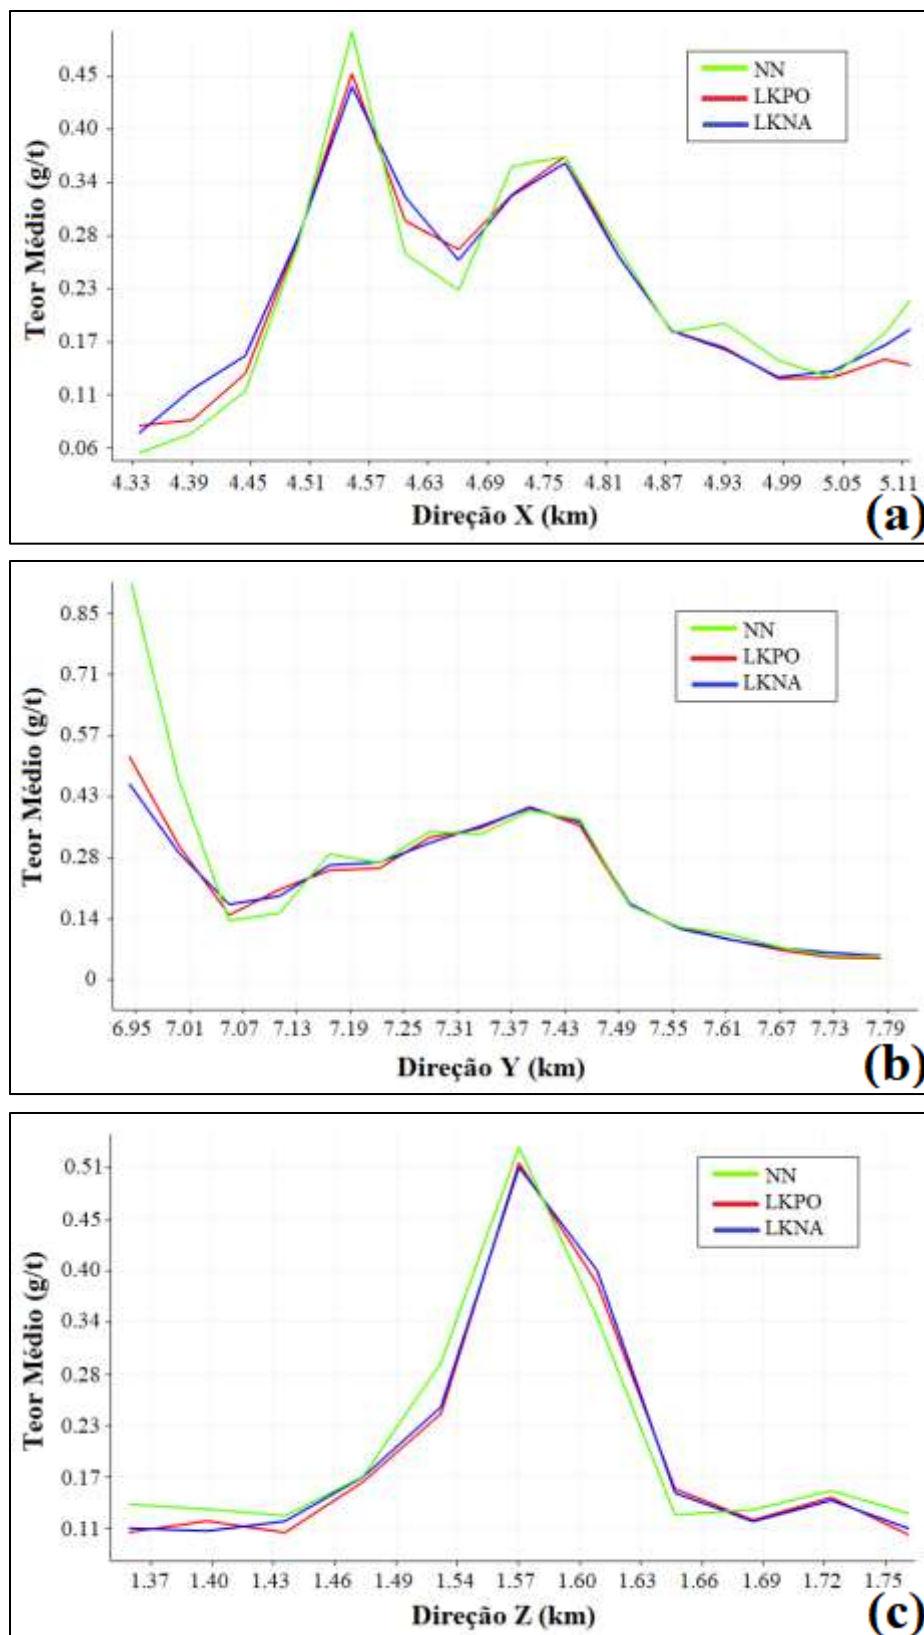 Teor Médio (g/t)
0.45
0.40
0.34
0.28
0.23
0.17
0.11
0.06
NN
LKPO
LKNA
4.33 4.39 4.45 4.51 4.57 4.63 4.69 4.75 4.81 4.87 4.93 4.99 5.05 5.11
Direção X (km)
(a)
Teor Médio (g/t)
0.85
0.71
0.57
0.43
0.28
0.14
0
NN
LKPO
LKNA
6.95 7.01 7.07 7.13 7.19 7.25 7.31 7.37 7.43 7.49 7.55 7.61 7.67 7.73 7.79
Direção Y (km)
(b)
Teor Médio (g/t)
0.51
0.45
0.40
0.34
0.28
0.23
0.17
0.11
NN
LKPO
LKNA
1.37 1.40 1.43 1.46 1.49 1.54 1.57 1.60 1.63 1.66 1.69 1.72 1.75
Direção Z (km)
(c)